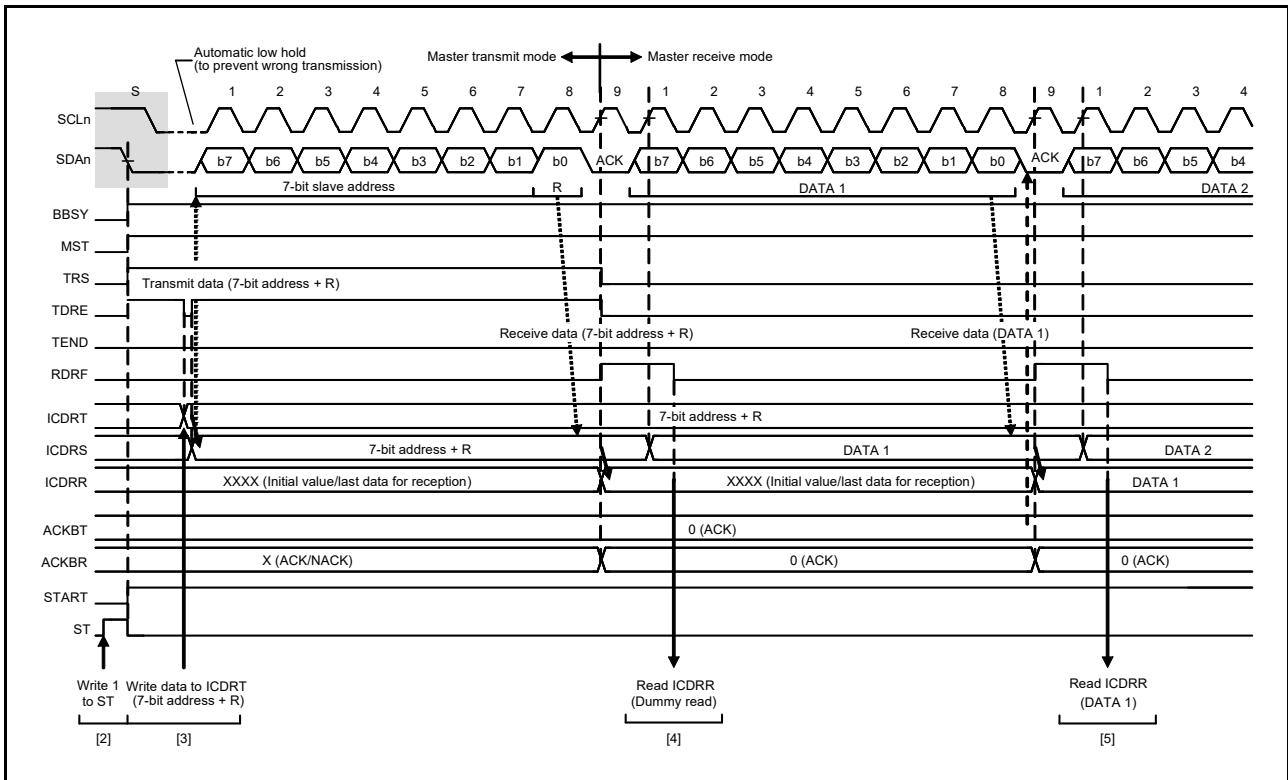 Automatic low hold
(to prevent wrong transmission)
Master transmit mode
Master receive mode
S 1 2 3 4 5 6 7 8 9 1 2 3 4 5 6 7 8 9 1 2 3 4
SCLn
SDAn b7 b6 b5 b4 b3 b2 b1 b0 ACK b7 b6 b5 b4 b3 b2 b1 b0 ACK b7 b6 b5 b4
7-bit slave address R DATA 1 DATA 2
BBSY
MST
TRS
Transmit data (7-bit address + R)
TDRE
Receive data (7-bit address + R) Receive data (DATA 1)
TEND
RDRF
ICDRT 7-bit address + R
ICDRS 7-bit address + R DATA 1 DATA 2
ICDRR XXXX (Initial value/last data for reception) XXXX (Initial value/last data for reception) DATA 1
ACKBT 0 (ACK)
ACKBR X (ACK/NACK) 0 (ACK) 0 (ACK)
START
ST
Write 1
to ST
Write data to ICDRT
(7-bit address + R)
Read ICDRR
(Dummy read)
Read ICDRR
(DATA 1)
[2] [3] [4] [5]